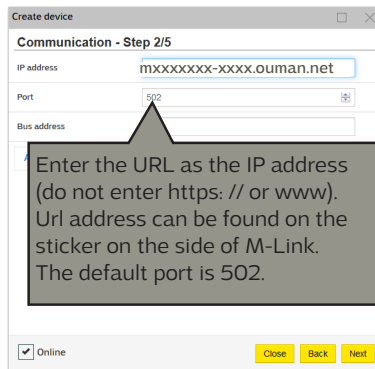 Create device
Communication - Step 2/5
IP address
mxxxxxxx-xxxx.ouman.net
Port
502
Bus address
Enter the URL as the IP address
(do not enter https: // or www).
Url address can be found on the
sticker on the side of M-Link.
The default port is 502.
Online
Close Back Next